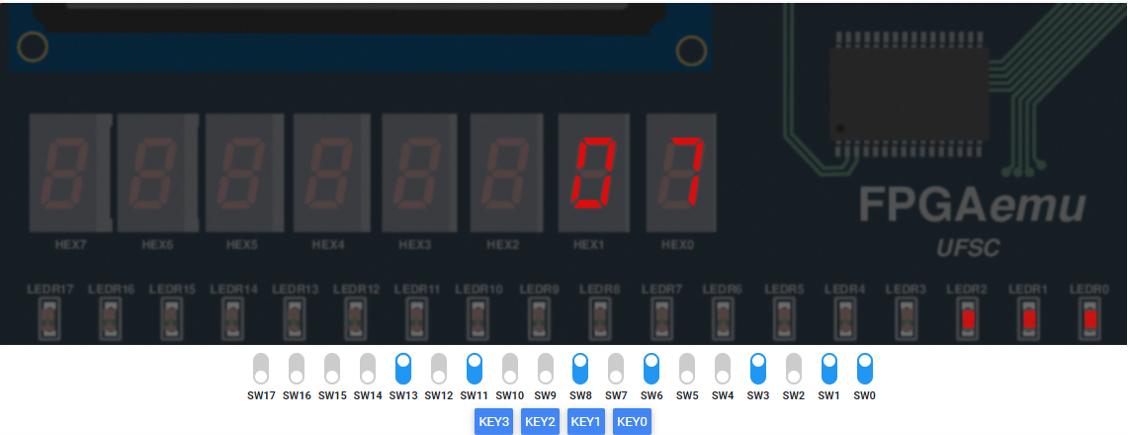 07
FPGAemu
UFSC
HEX7 HEX6 HEX5 HEX4 HEX3 HEX2 HEX1 HEX0
LEDR17 LEDR16 LEDR15 LEDR14 LEDR13 LEDR12 LEDR11 LEDR10 LEDR9 LEDR8 LEDR7 LEDR6 LEDR5 LEDR4 LEDR3 LEDR2 LEDR1 LEDR0
SW17 SW16 SW15 SW14 SW13 SW12 SW11 SW10 SW9 SW8 SW7 SW6 SW5 SW4 SW3 SW2 SW1 SW0
KEY3 KEY2 KEY1 KEY0